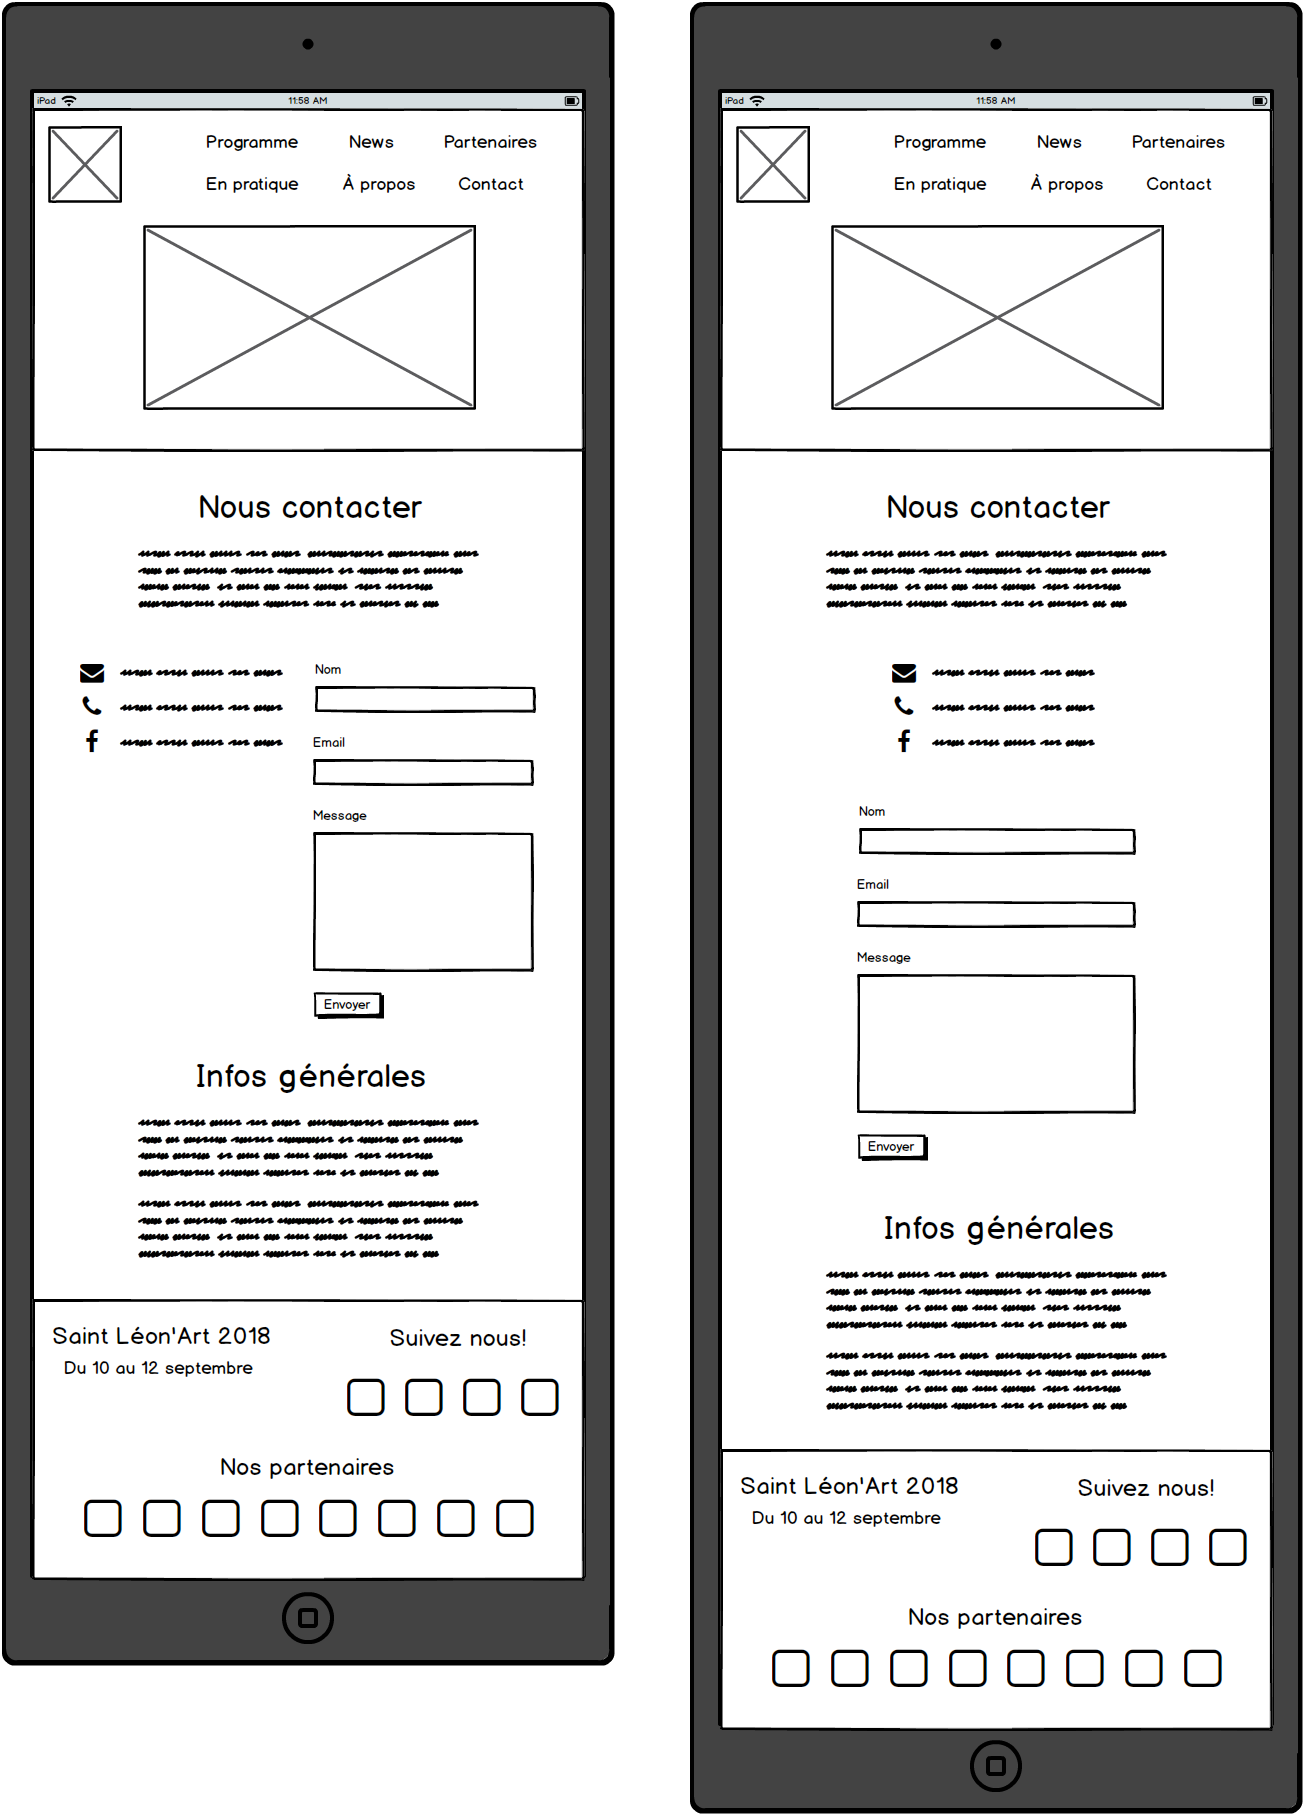 iPad 11:58 AM
Programme News Partenaires
En pratique À propos Contact
Nous contacter
Nom
Email
Message
Envoyer
Infos générales
Saint Léon'Art 2018
Du 10 au 12 septembre
Suivez nous!
Nos partenaires
iPad 11:58 AM
Programme News Partenaires
En pratique À propos Contact
Nous contacter
Nom
Email
Message
Envoyer
Infos générales
Saint Léon'Art 2018
Du 10 au 12 septembre
Suivez nous!
Nos partenaires